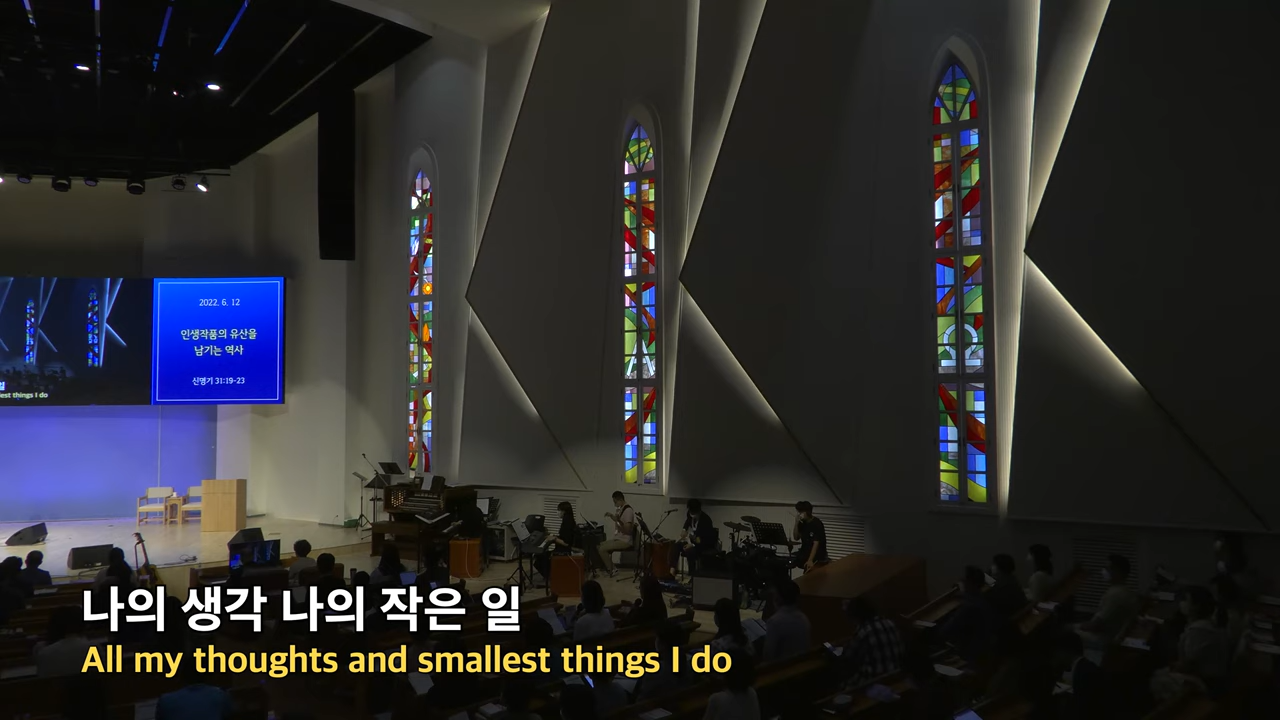 2022. 6. 12
인생작품의 유산을
남기는 역사
신명기 31:19-23
일
lest things I do
나의 생각 나의 작은 일
All my thoughts and smallest things I do